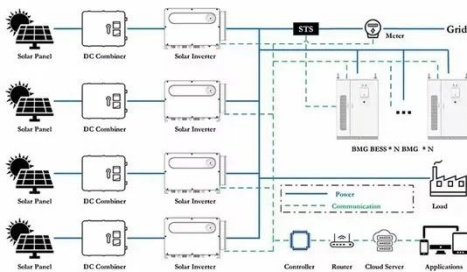 STS
Meter
Grid
Solar Panel DC Combiner Solar Inverter
BMG BESS * N BMG * N
Solar Panel DC Combiner Solar Inverter
Solar Panel DC Combiner Solar Inverter
Power
Communication
Load
Solar Panel DC Combiner Solar Inverter
Controller Router Cloud Server Applications